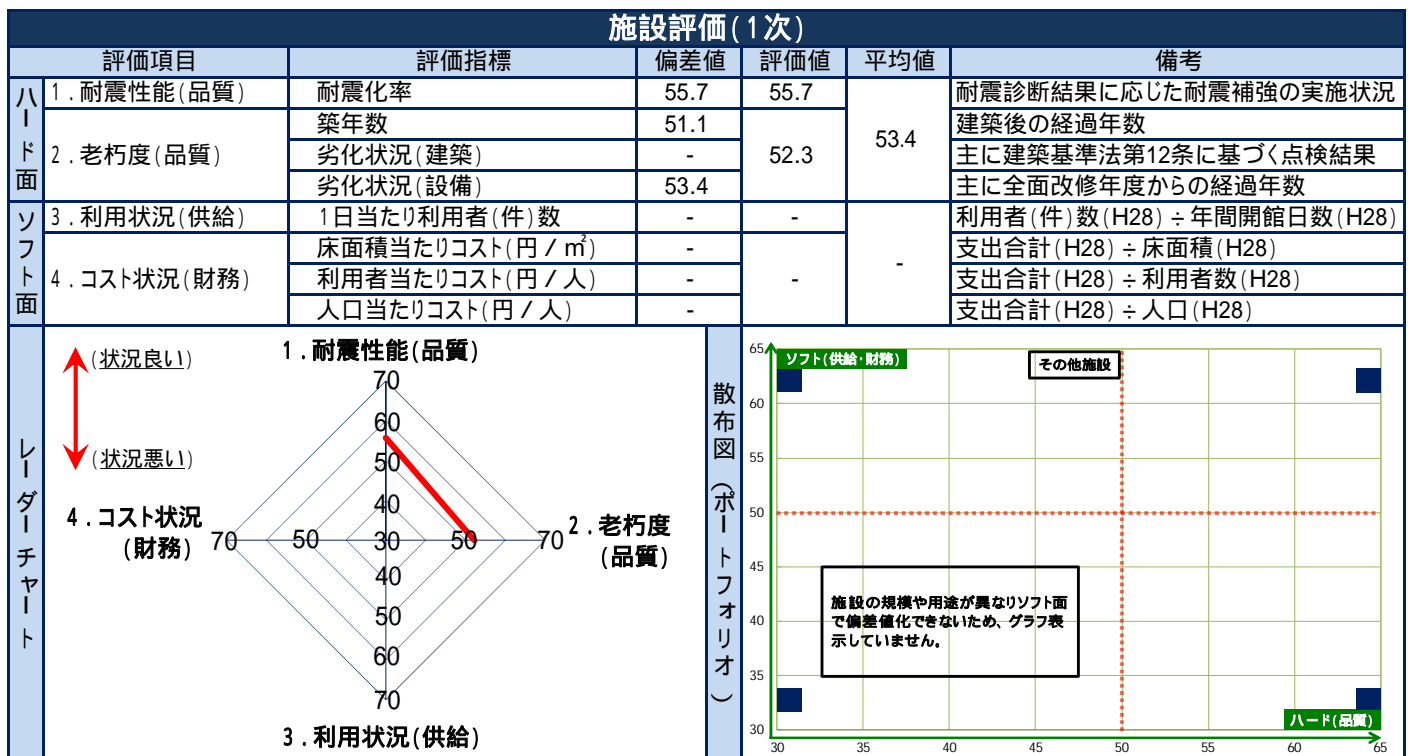 施設評価(1次)
評価項目 評価指標 偏差値 評価値 平均値 備考
ハード面
1.耐震性能(品質) 耐震化率 55.7 55.7 53.4 耐震診断結果に応じた耐震補強の実施状況
2.老朽度(品質) 築年数 51.1 52.3 建築後の経過年数
劣化状況(建築) - 主に建築基準法第12条に基づく点検結果
劣化状況(設備) 53.4 主に全面改修年度からの経過年数
ソフト面
3.利用状況(供給) 1日当たり利用者(件)数 - - - 利用者(件)数(H28)÷年間開館日数(H28)
4.コスト状況(財務) 床面積当たりコスト(円/㎡) - - 支出合計(H28)÷床面積(H28)
利用者当たりコスト(円/人) - 支出合計(H28)÷利用者数(H28)
人口当たりコスト(円/人) - 支出合計(H28)÷人口(H28)
レーダーチャート
(状況良い)
(状況悪い)
1.耐震性能(品質)
70
60
50
40
4.コスト状況
(財務)
70 50 30 50 70
2.老朽度
(品質)
40
50
60
70
3.利用状況(供給)
散布図(ポートフォリオ)
ソフト(供給・財務)
その他施設
65
60
55
50
45
40
35
30
施設の規模や用途が異なりソフト面
で偏差値化できないため、グラフ表
示していません。
ハード(品質)
30 35 40 45 50 55 60 65